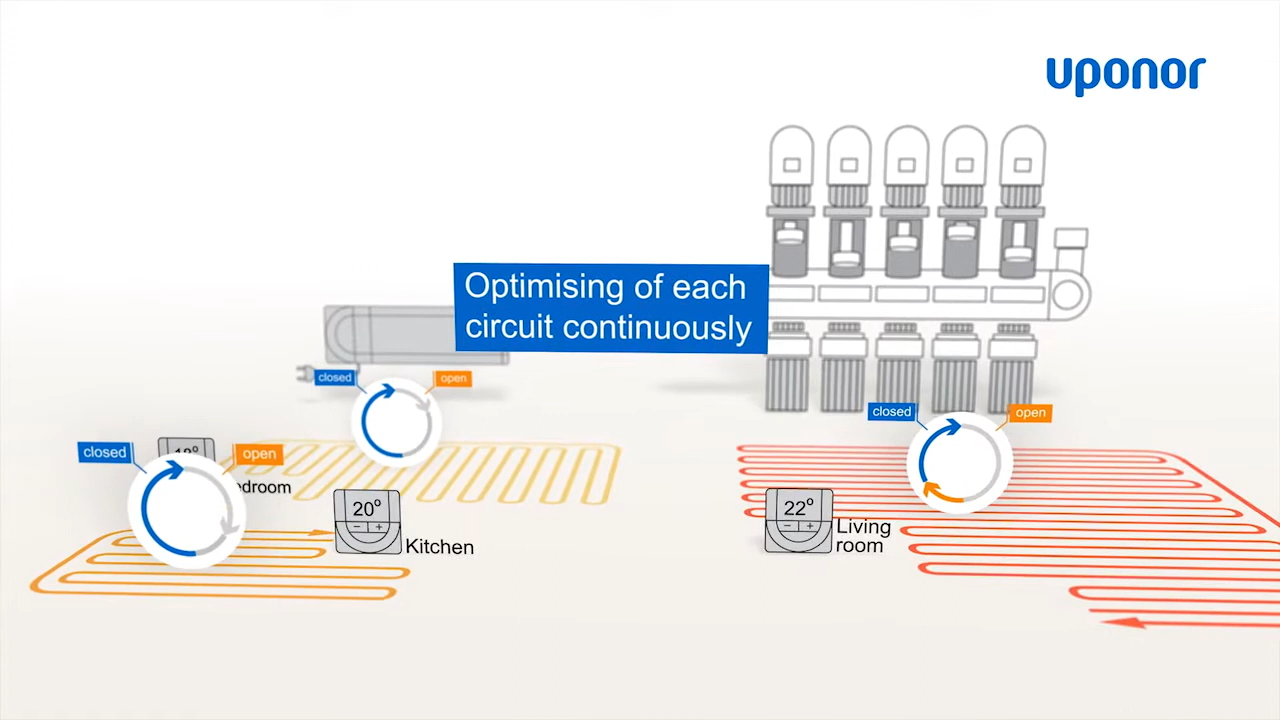 uponor
Optimising of each
circuit continuously
closed
open
closed
open
closed
open
20°
Kitchen
22°
Living
room